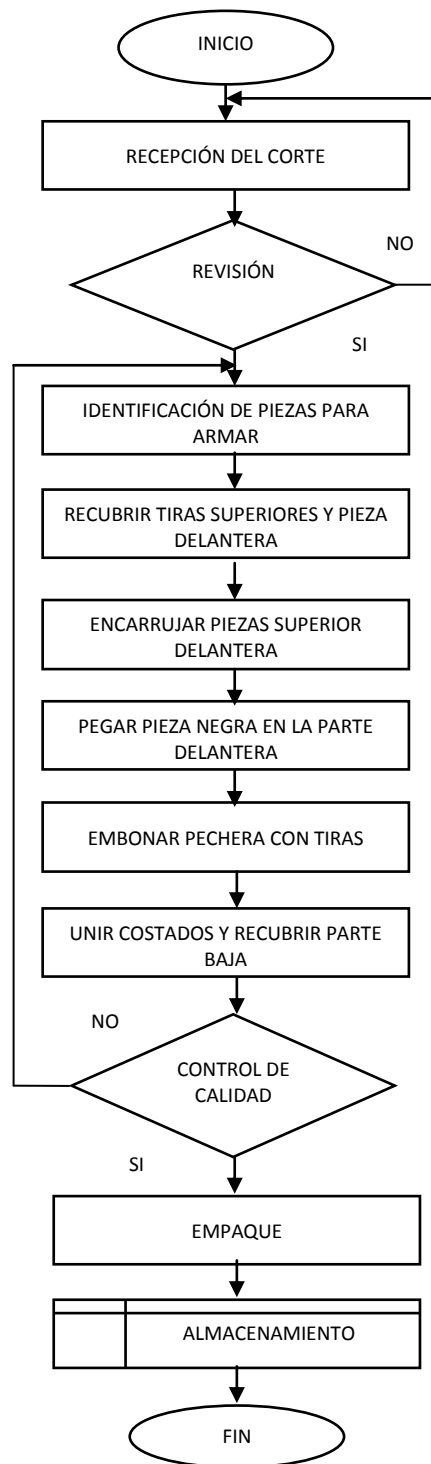 INICIO
RECEPCIÓN DEL CORTE
NO
REVISIÓN
SI
IDENTIFICACIÓN DE PIEZAS PARA
ARMAR
RECUBRIR TIRAS SUPERIORES Y PIEZA
DELANTERA
ENCARRUJAR PIEZAS SUPERIOR
DELANTERA
PEGAR PIEZA NEGRA EN LA PARTE
DELANTERA
EMBONAR PECHERA CON TIRAS
UNIR COSTADOS Y RECUBRIR PARTE
BAJA
NO
CONTROL DE
CALIDAD
SI
EMPAQUE
ALMACENAMIENTO
FIN